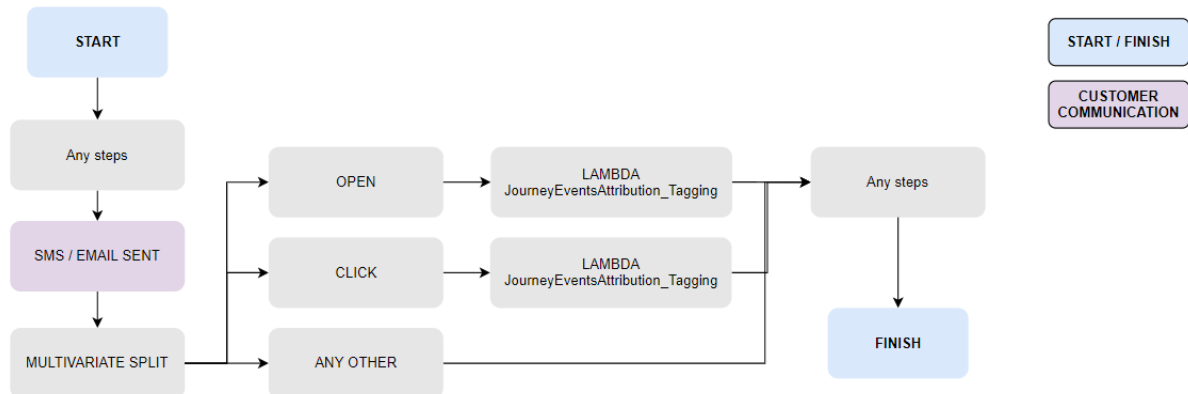 START
START / FINISH
CUSTOMER
COMMUNICATION
Any steps
OPEN
LAMBDA
JourneyEventsAttribution_Tagging
Any steps
SMS / EMAIL SENT
CLICK
LAMBDA
JourneyEventsAttribution_Tagging
MULTIVARIATE SPLIT
ANY OTHER
FINISH